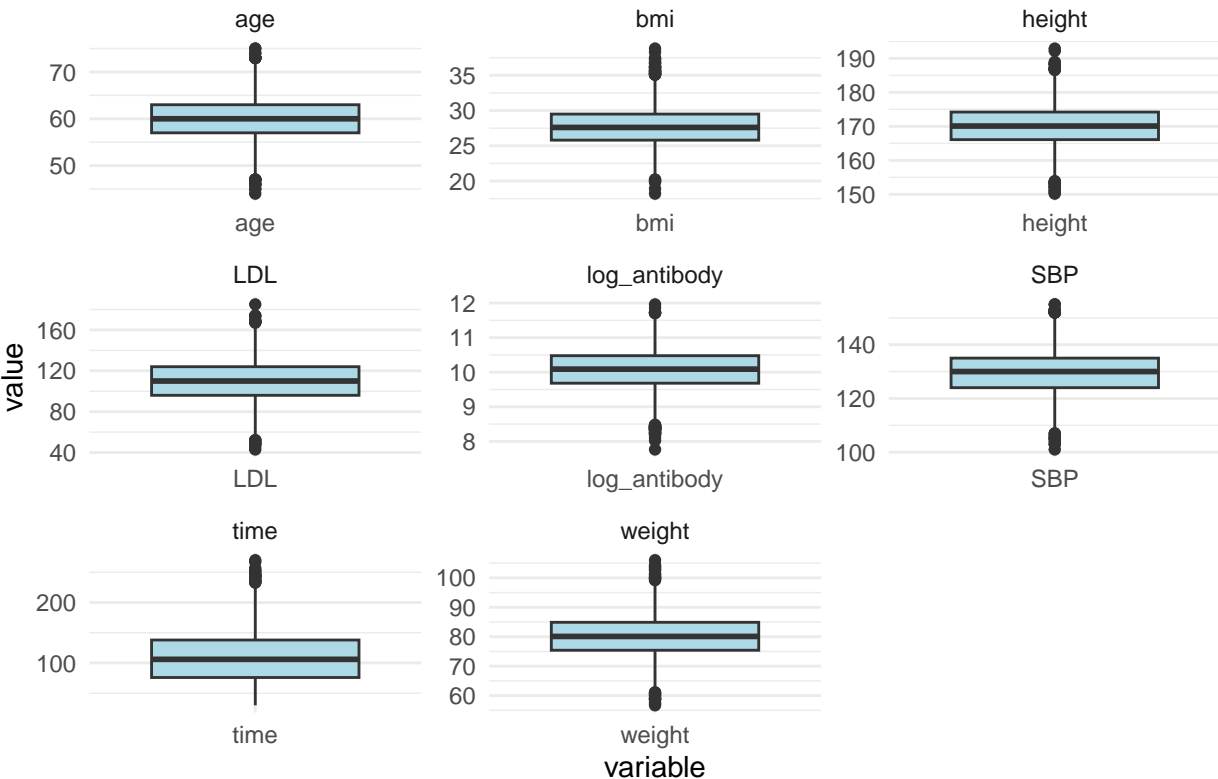 age
bmi
height
70
60
50
35
30
25
20
190
180
170
160
150
age
bmi
height
LDL
log_antibody
SBP
value
160
120
80
40
12
11
10
9
8
140
120
100
LDL
log_antibody
SBP
time
weight
200
100
100
90
80
70
60
time
weight
variable